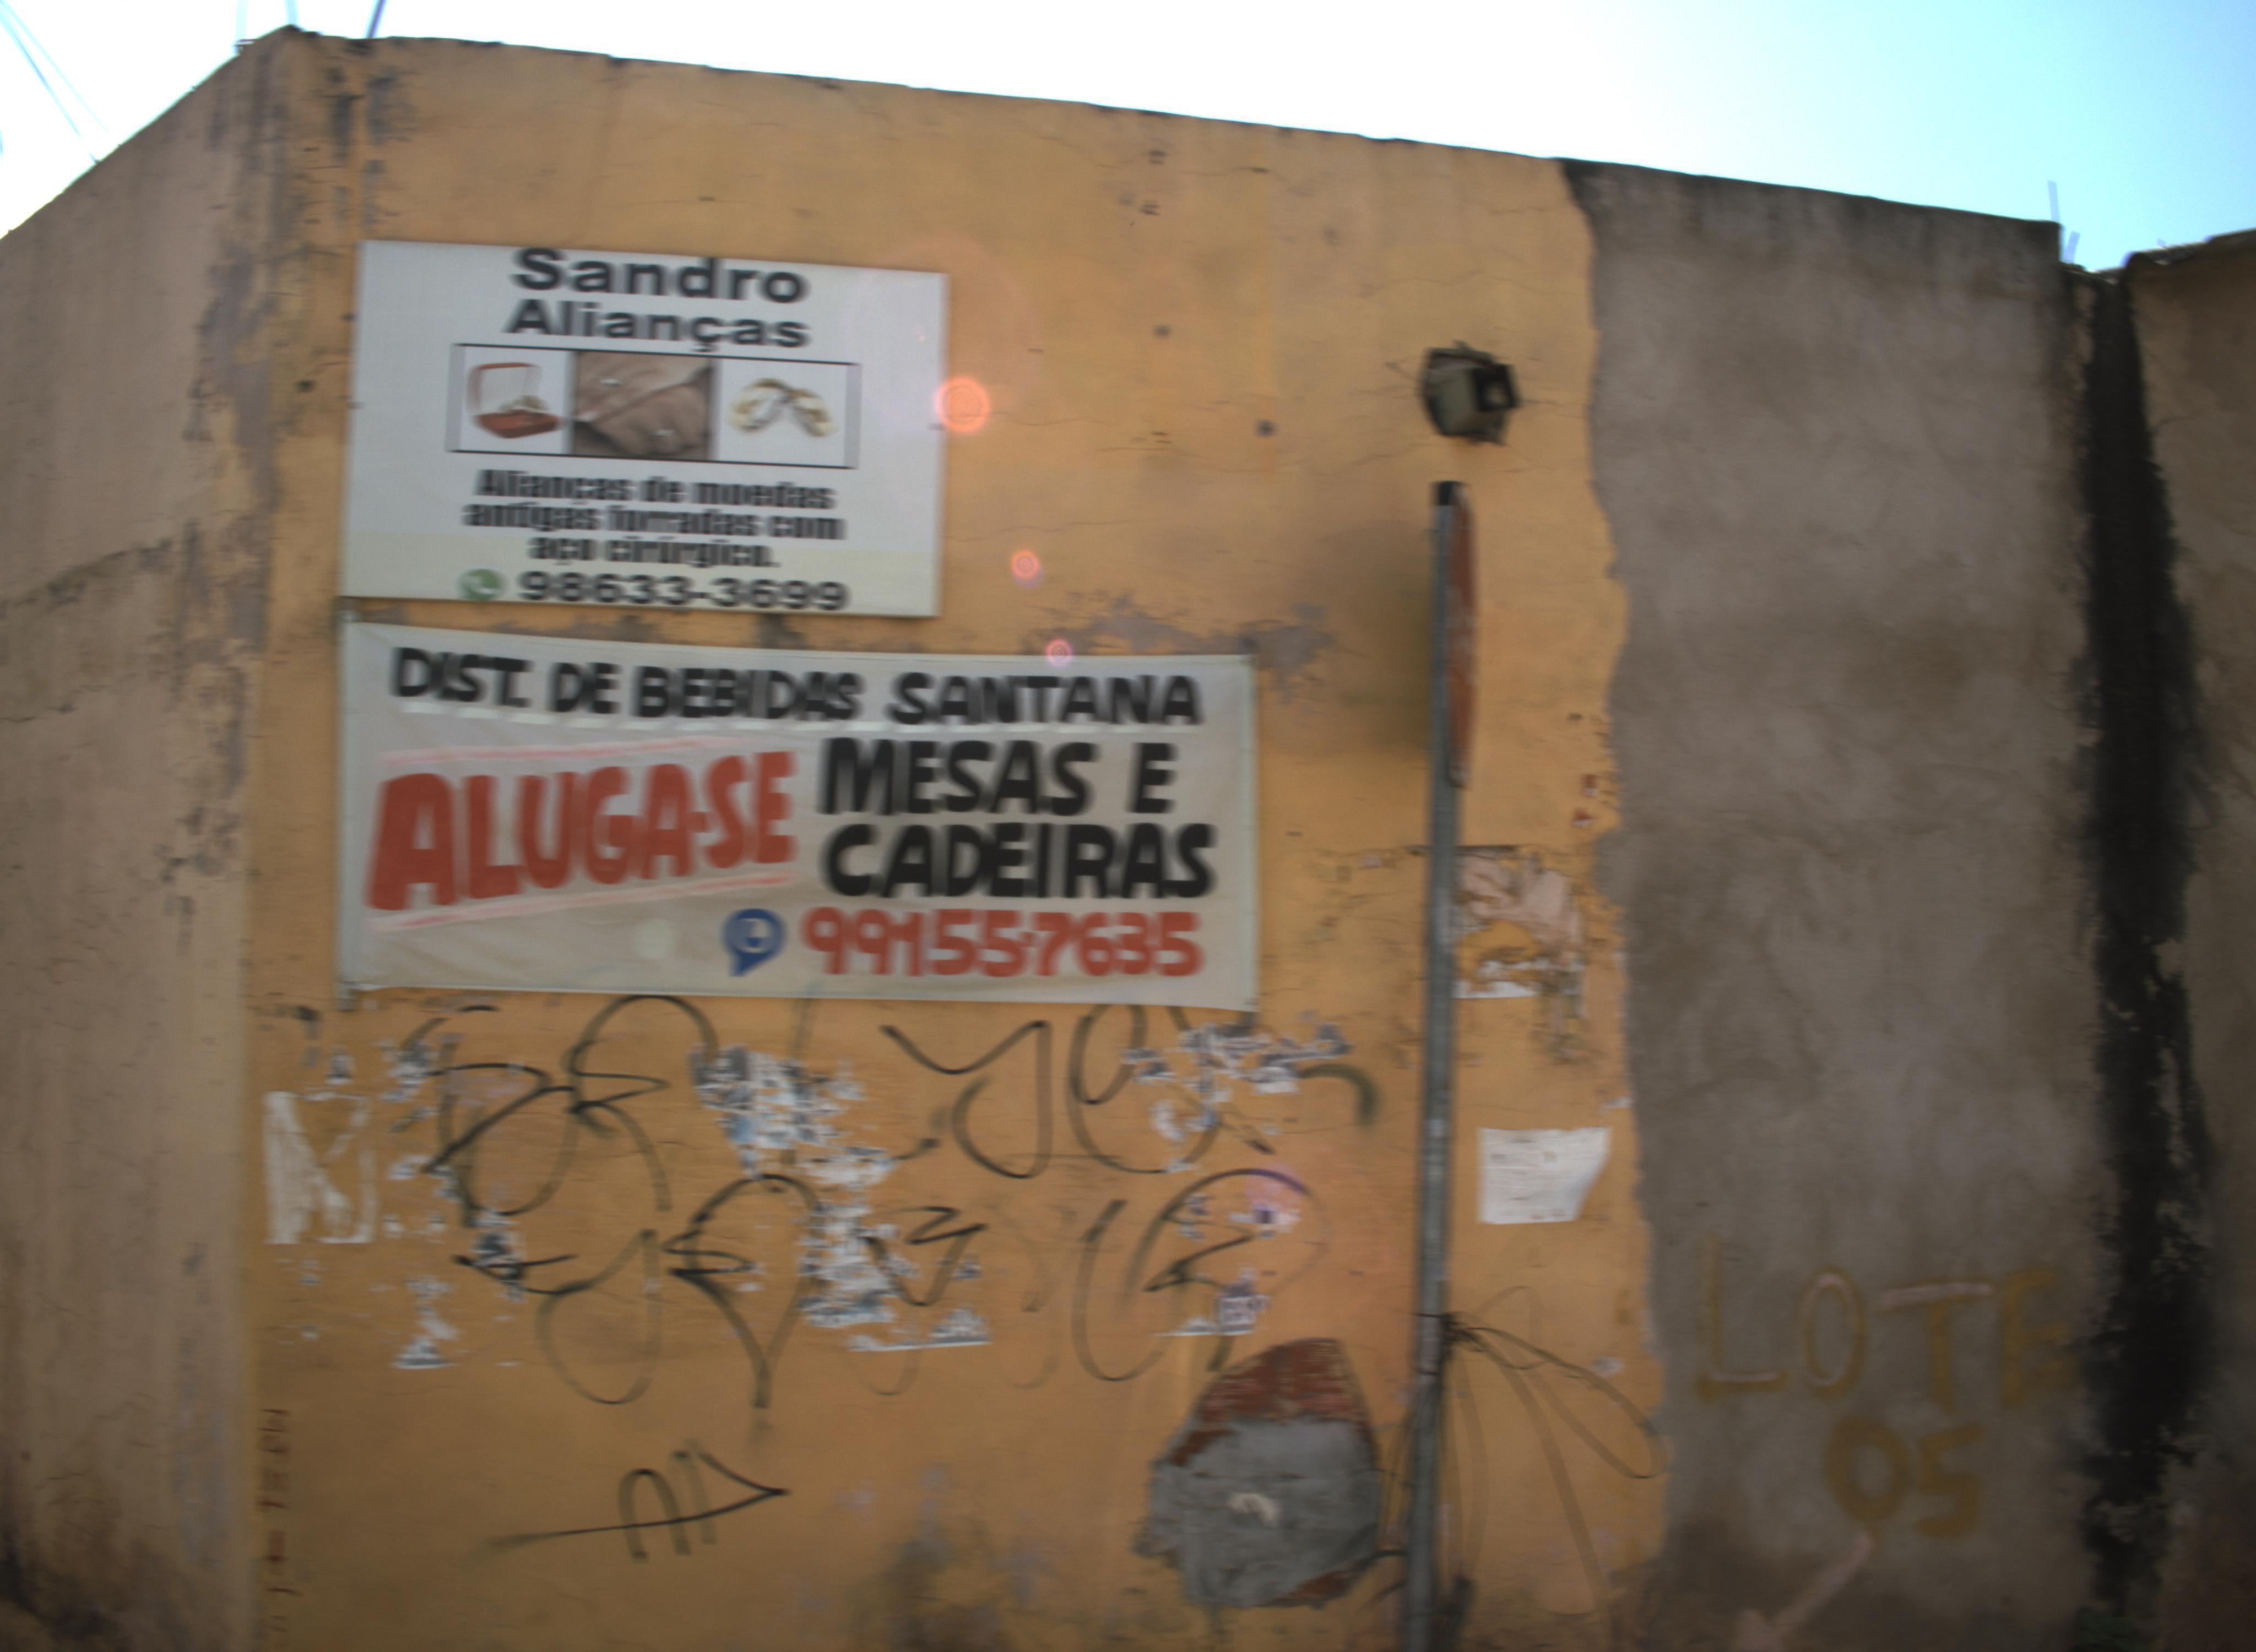 Sandro
Alianças
Alianças de moedas
antigas forradas com
aço cirúrgico.
98633-3699
DIST. DE BEBIDAS SANTANA
ALUGA-SE
MESAS E
CADEIRAS
99155-7635
LOTE
05